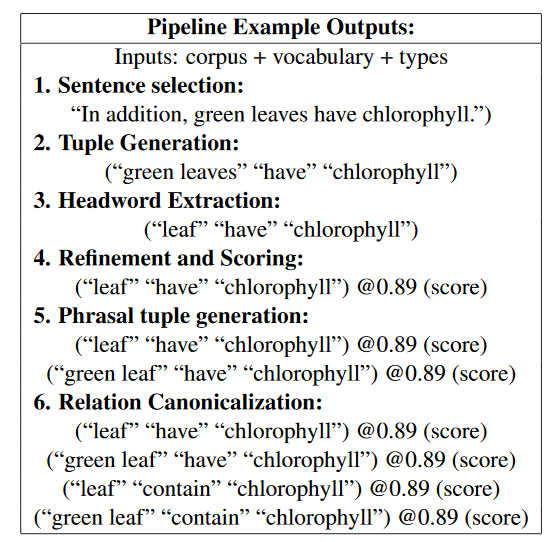 Pipeline Example Outputs:
Inputs: corpus + vocabulary + types
1. Sentence selection:
“In addition, green leaves have chlorophyll.”)
2. Tuple Generation:
(“green leaves” “have” “chlorophyll”)
3. Headword Extraction:
(“leaf” “have” “chlorophyll”)
4. Refinement and Scoring:
(“leaf” “have” “chlorophyll”) @0.89 (score)
5. Phrasal tuple generation:
(“leaf” “have” “chlorophyll”) @0.89 (score)
(“green leaf” “have” “chlorophyll”) @0.89 (score)
6. Relation Canonicalization:
(“leaf” “have” “chlorophyll”) @0.89 (score)
(“green leaf” “have” “chlorophyll”) @0.89 (score)
(“leaf” “contain” “chlorophyll”) @0.89 (score)
(“green leaf” “contain” “chlorophyll”) @0.89 (score)